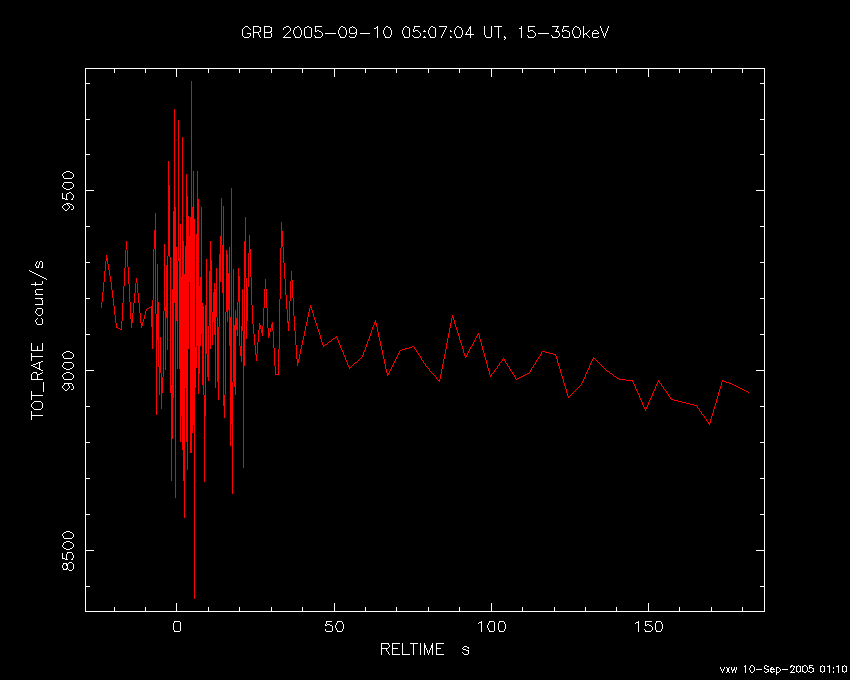 GRB 2005-09-10 05:07:04 UT, 15-350keV
9500
9000
8500
TOT_RATE count/s
0 50 100 150
RELTIME s
vxw 10-Sep-2005 01:10